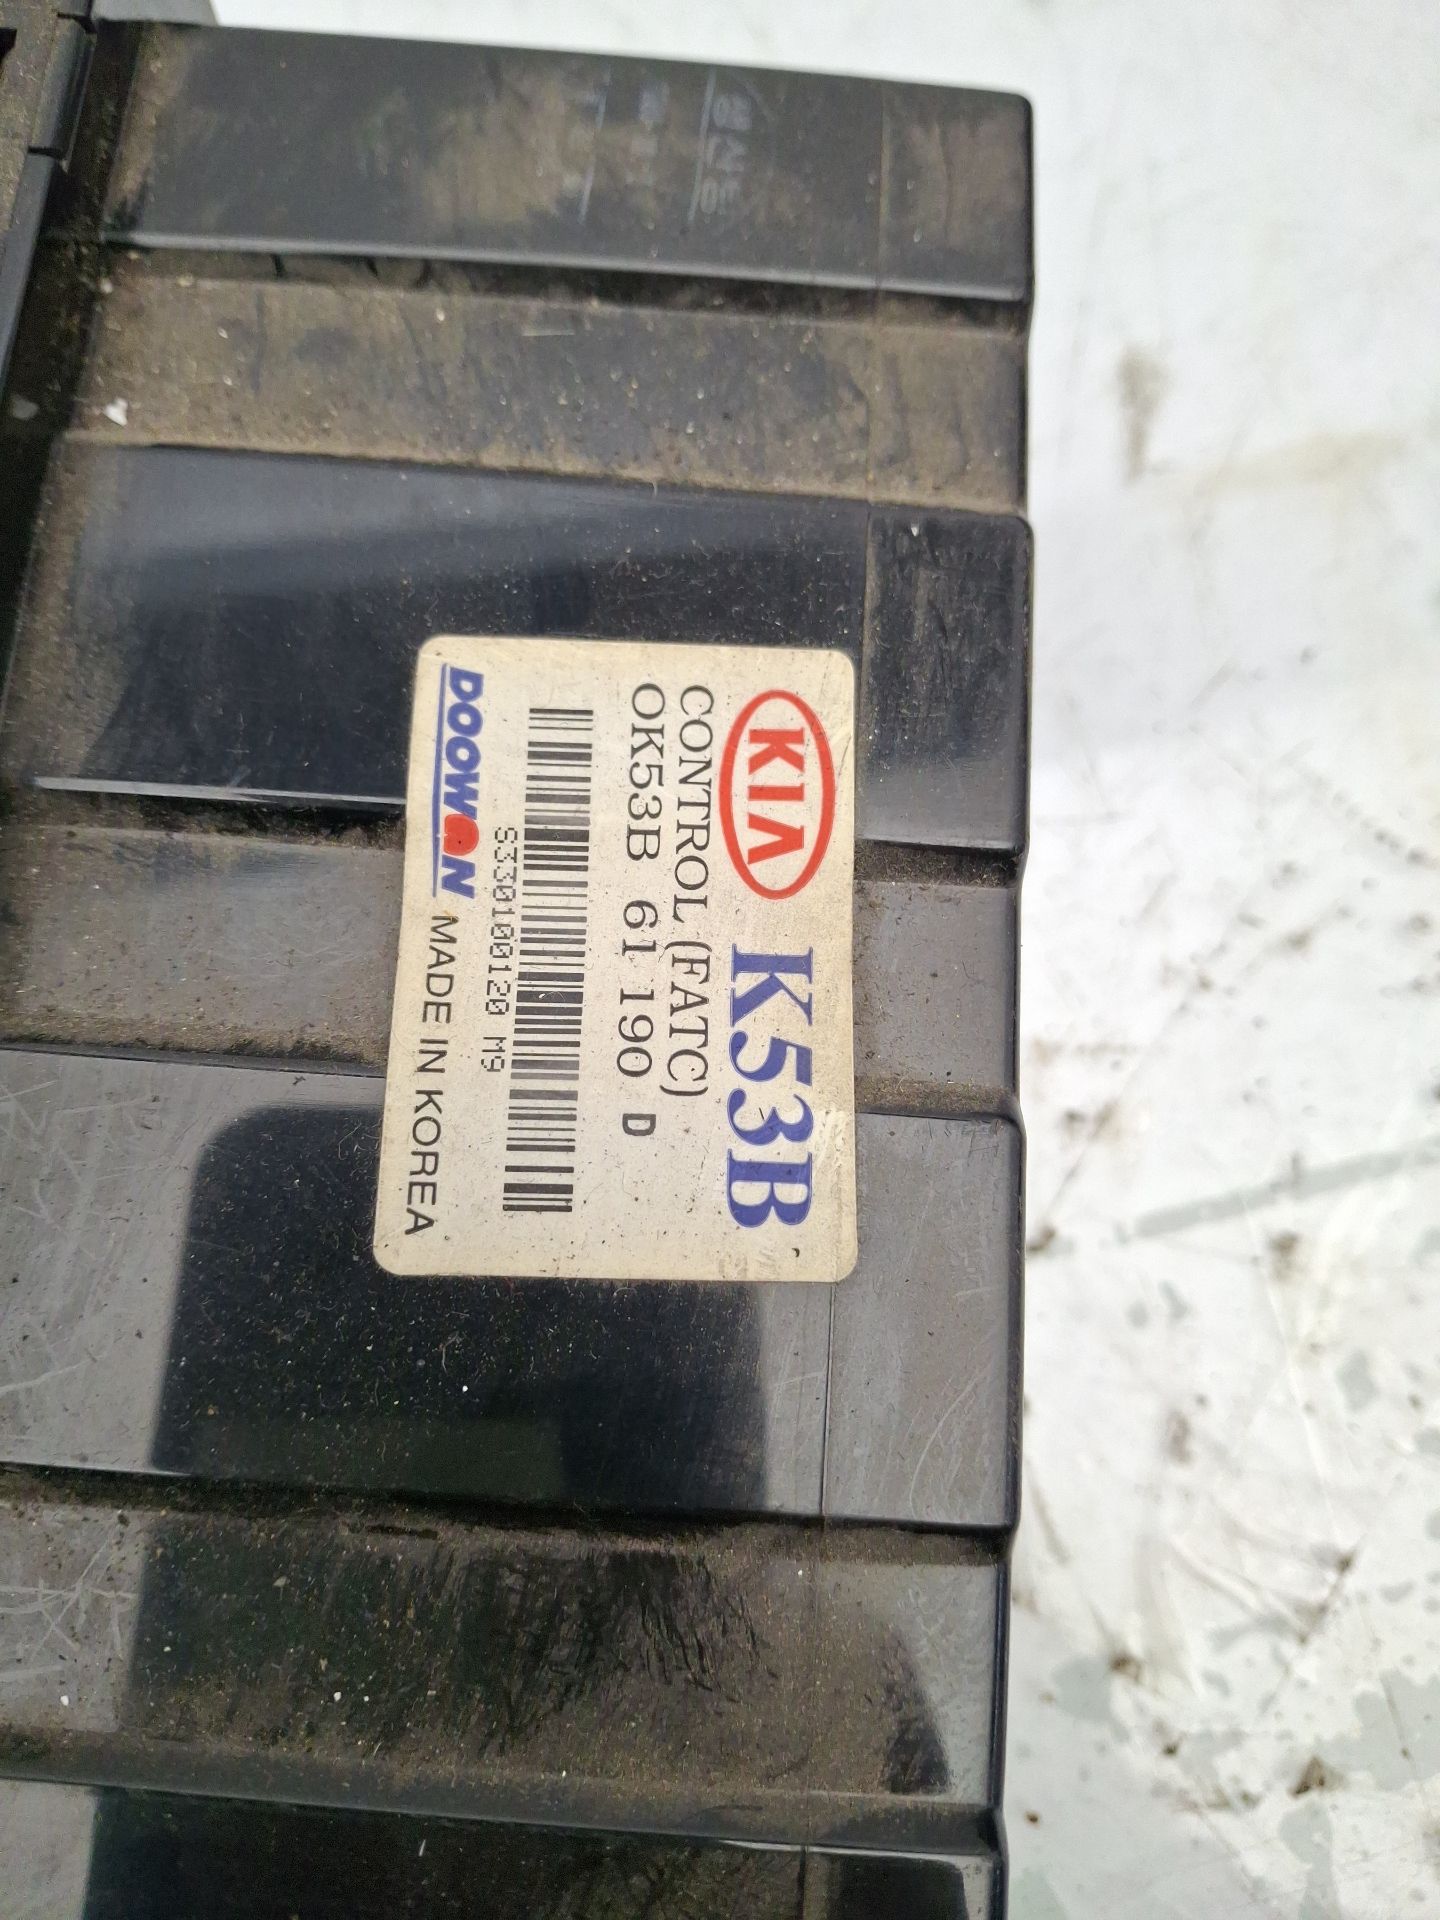 KIA K53B
CONTROL (FATC)
OK53B 61 190 D
S330100120 M9
DOOWON MADE IN KOREA